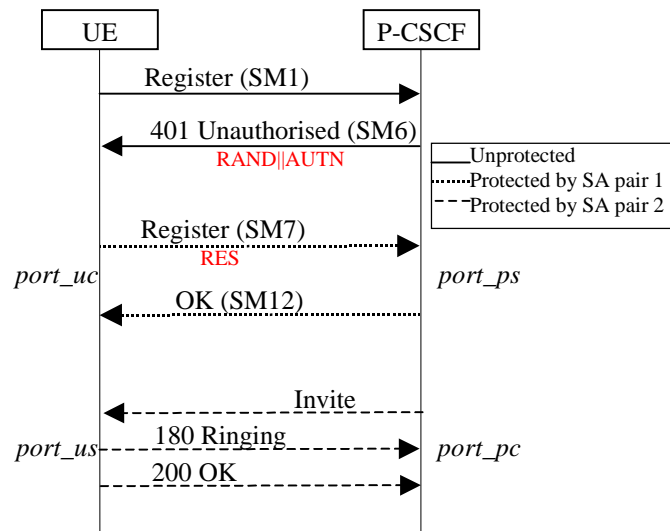 UE
P-CSCF
Register (SM1)
401 Unauthorised (SM6)
RAND||AUTN
Unprotected
Protected by SA pair 1
Protected by SA pair 2
Register (SM7)
RES
port_uc
port_ps
OK (SM12)
Invite
port_us
180 Ringing
port_pc
200 OK